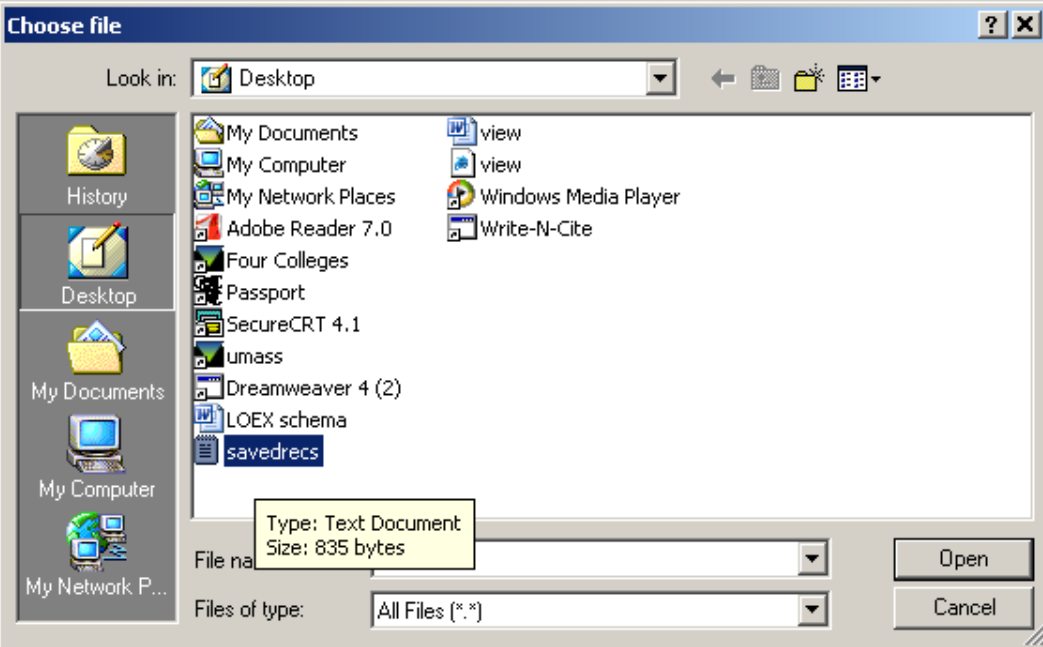 Choose file
Look in: Desktop
History
Desktop
My Documents
My Computer
My Network P...
My Documents
My Computer
My Network Places
Adobe Reader 7.0
Four Colleges
Passport
SecureCRT 4.1
umass
Dreamweaver 4 (2)
LOEX schema
savedrecs
view
view
Windows Media Player
Write-N-Cite
Type: Text Document
Size: 835 bytes
File na
Open
Files of type: All Files (*.*)
Cancel